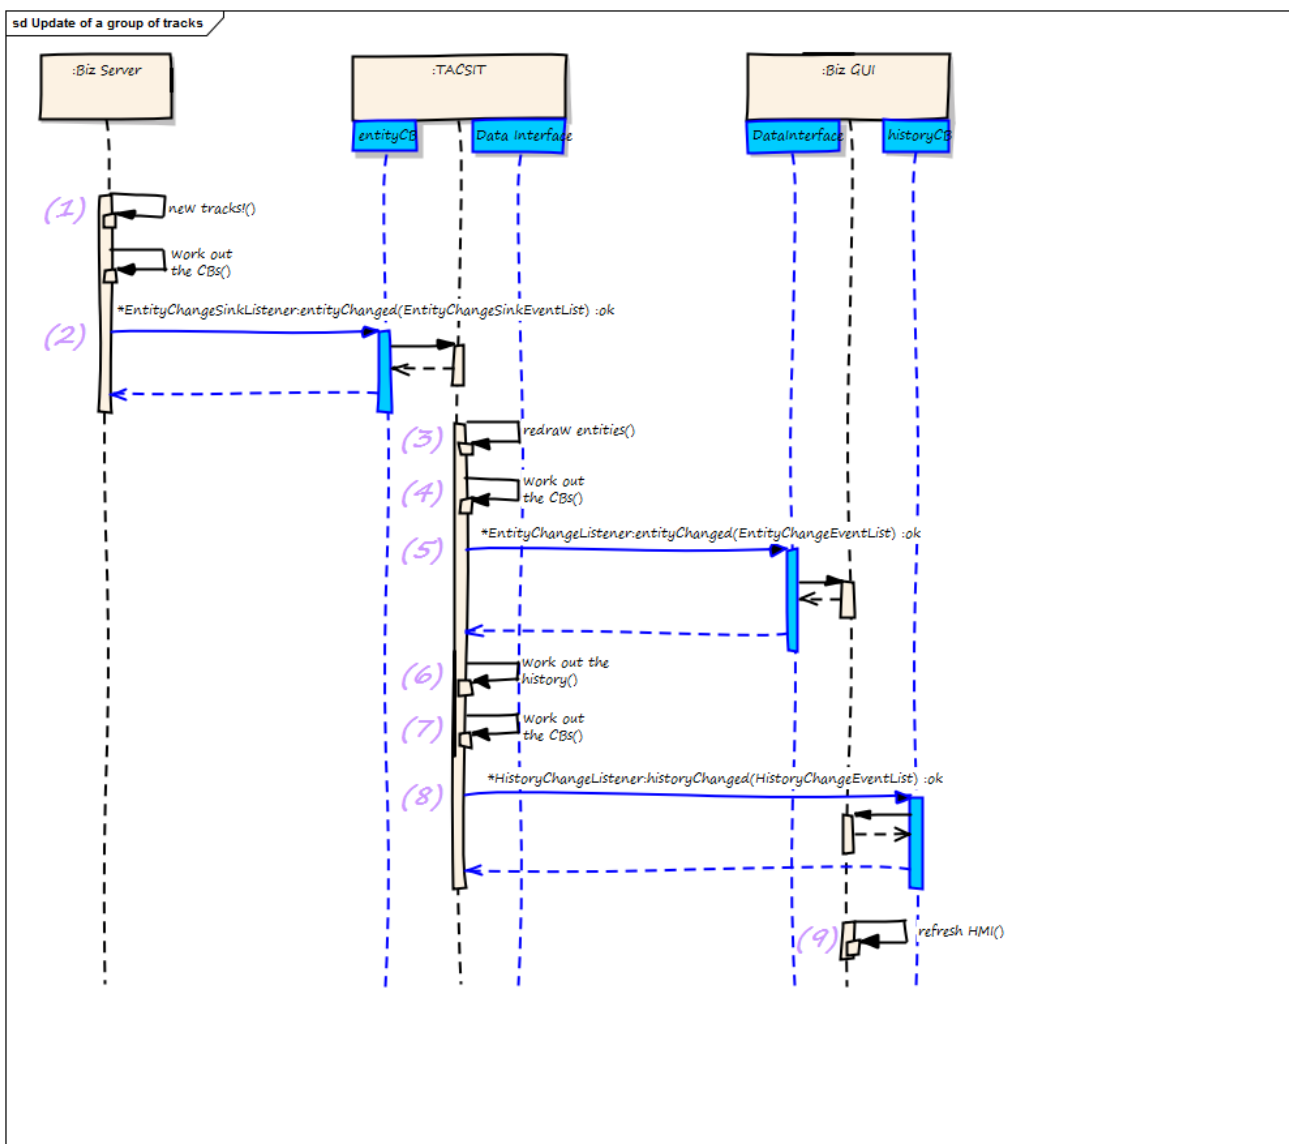 sd Update of a group of tracks
:Biz Server
:TACSIT
:Biz GUI
entityCB
Data Interface
DataInterface
historyCB
(1)
new tracks!()
Work out
the CBs()
*EntityChangeSinkListener:entityChanged(EntityChangeSinkEventList) :ok
(2)
(3)
redraw entities()
(4)
Work out
the CBs()
*EntityChangeListener:entityChanged(EntityChangeEventList) :ok
(5)
(6)
Work out the
history()
(7)
Work out
the CBs()
*HistoryChangeListener:historyChanged(HistoryChangeEventList) :ok
(8)
(9)
refresh HMI()